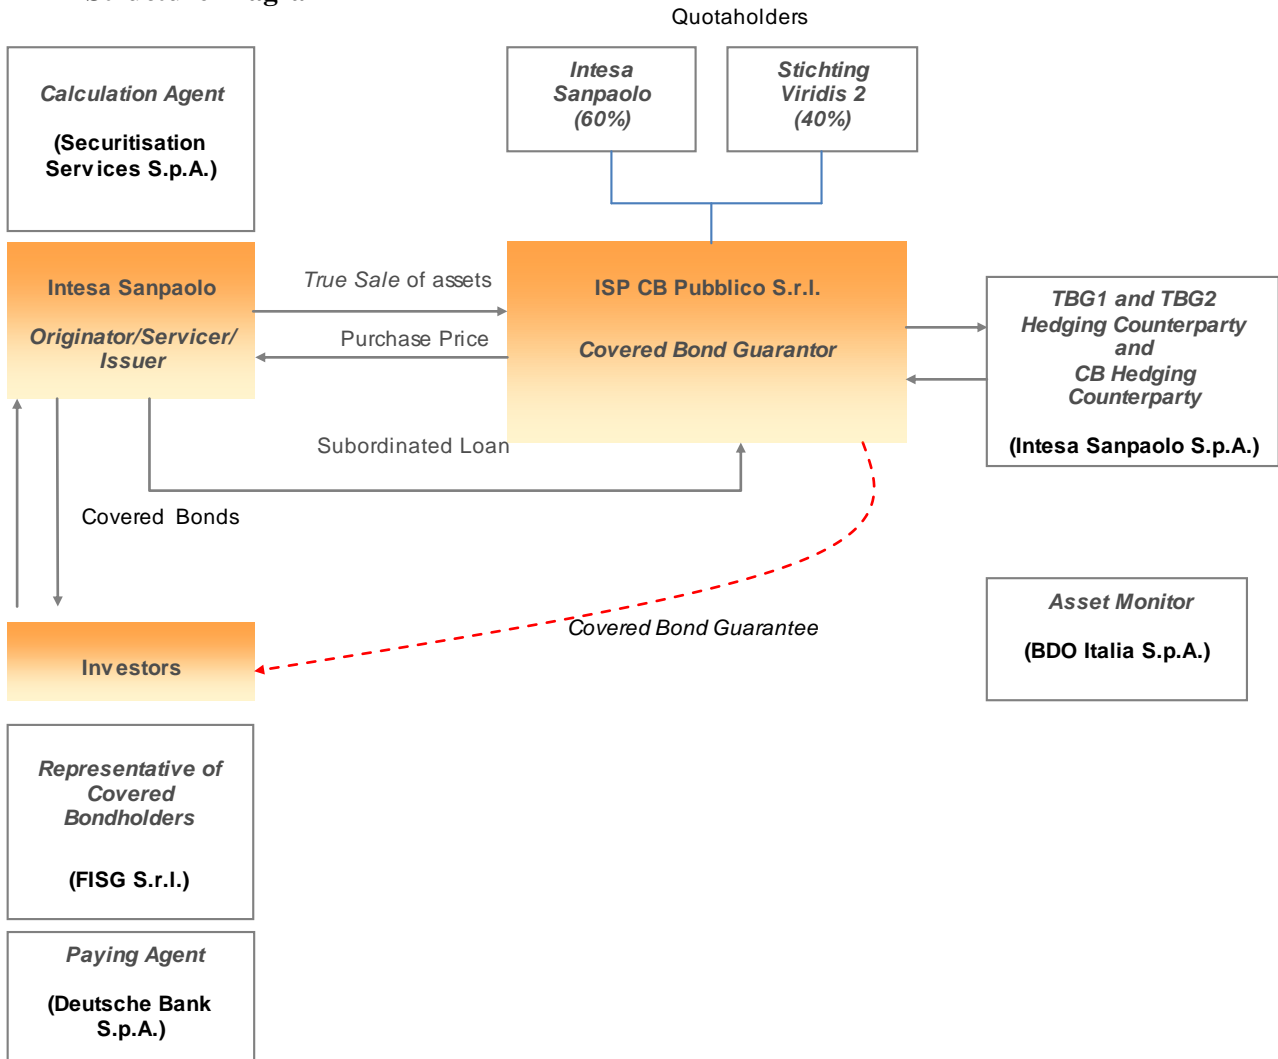 Structure Diagra
Quotaholders
Calculation Agent
(Securitisation
Services S.p.A.)
Intesa
Sanpaolo
(60%)
Stichting
Viridis 2
(40%)
Intesa Sanpaolo
Originator/Servicer/
Issuer
True Sale of assets
Purchase Price
ISP CB Pubblico S.r.l.
Covered Bond Guarantor
TBG1 and TBG2
Hedging Counterparty
and
CB Hedging
Counterparty
(Intesa Sanpaolo S.p.A.)
Subordinated Loan
Covered Bonds
Covered Bond Guarantee
Investors
Asset Monitor
(BDO Italia S.p.A.)
Representative of
Covered
Bondholders
(FISG S.r.l.)
Paying Agent
(Deutsche Bank
S.p.A.)